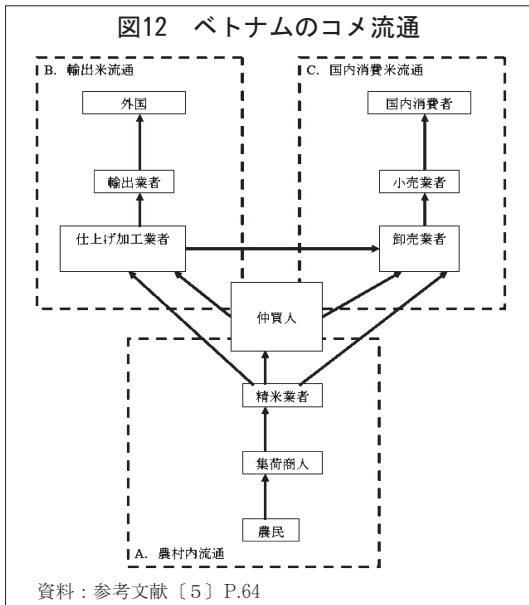 図12　ベトナムのコメ流通
B．輸出米流通
C．国内消費米流通
外国
国内消費者
輸出業者
小売業者
仕上げ加工業者
卸売業者
仲買人
精米業者
集荷商人
農民
A．農村内流通
資料：参考文献〔5〕P.64